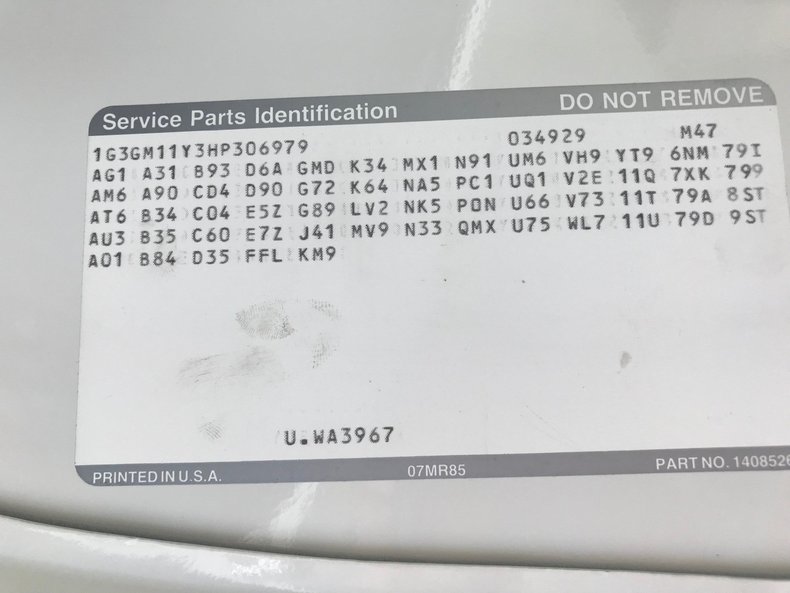 Service Parts Identification DO NOT REMOVE
1G3GM11Y3HP306979 034929 M47
AG1 A31 B93 D6A GMD K34 MX1 N91 UM6 VH9 YT9 6NM 79I
AM6 A90 CD4 D90 G72 K64 NA5 PC1 UQ1 V2E 11Q 7XK 799
AT6 B34 C04 E5Z G89 LV2 NK5 PON U66 V73 11T 79A 8ST
AU3 B35 C60 E7Z J41 MV9 N33 QMX U75 WL7 11U 79D 9ST
A01 B84 D35 FFL KM9
U.WA3967
PRINTED IN U.S.A. 07MR85 PART NO. 1408526